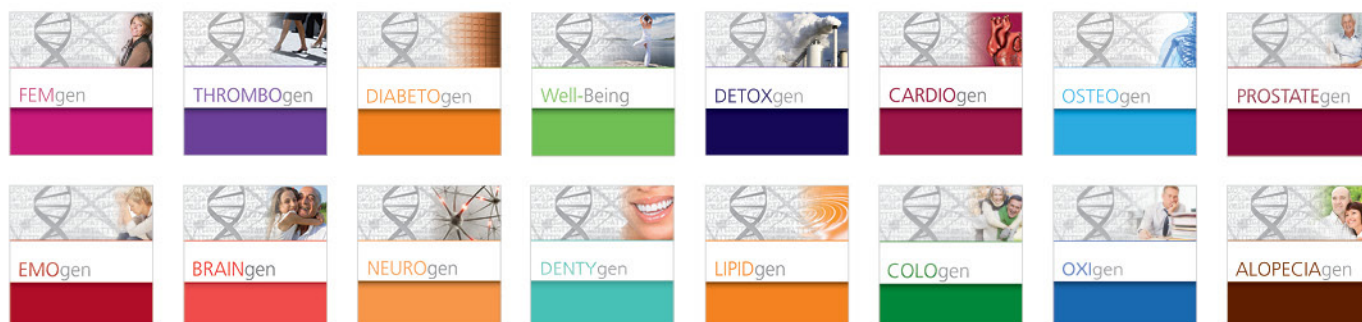 FEMgen
THROMBOgen
DIABETOgen
Well-Being
DETOXgen
CARDIOgen
OSTEOgen
PROSTATEgen
EMOgen
BRAINgen
NEUROgen
DENTYgen
LIPIDgen
COLOgen
OXIgen
ALOPECIAgen